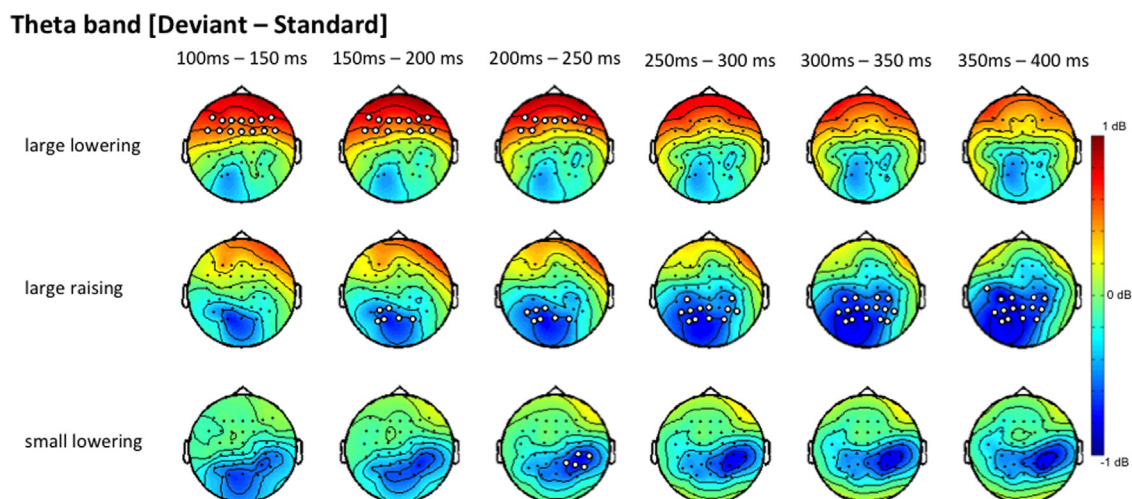 Theta band [Deviant – Standard]
100ms – 150 ms 150ms – 200 ms 200ms – 250 ms 250ms – 300 ms 300ms – 350 ms 350ms – 400 ms
1 dB
large lowering
large raising
0 dB
small lowering
-1 dB